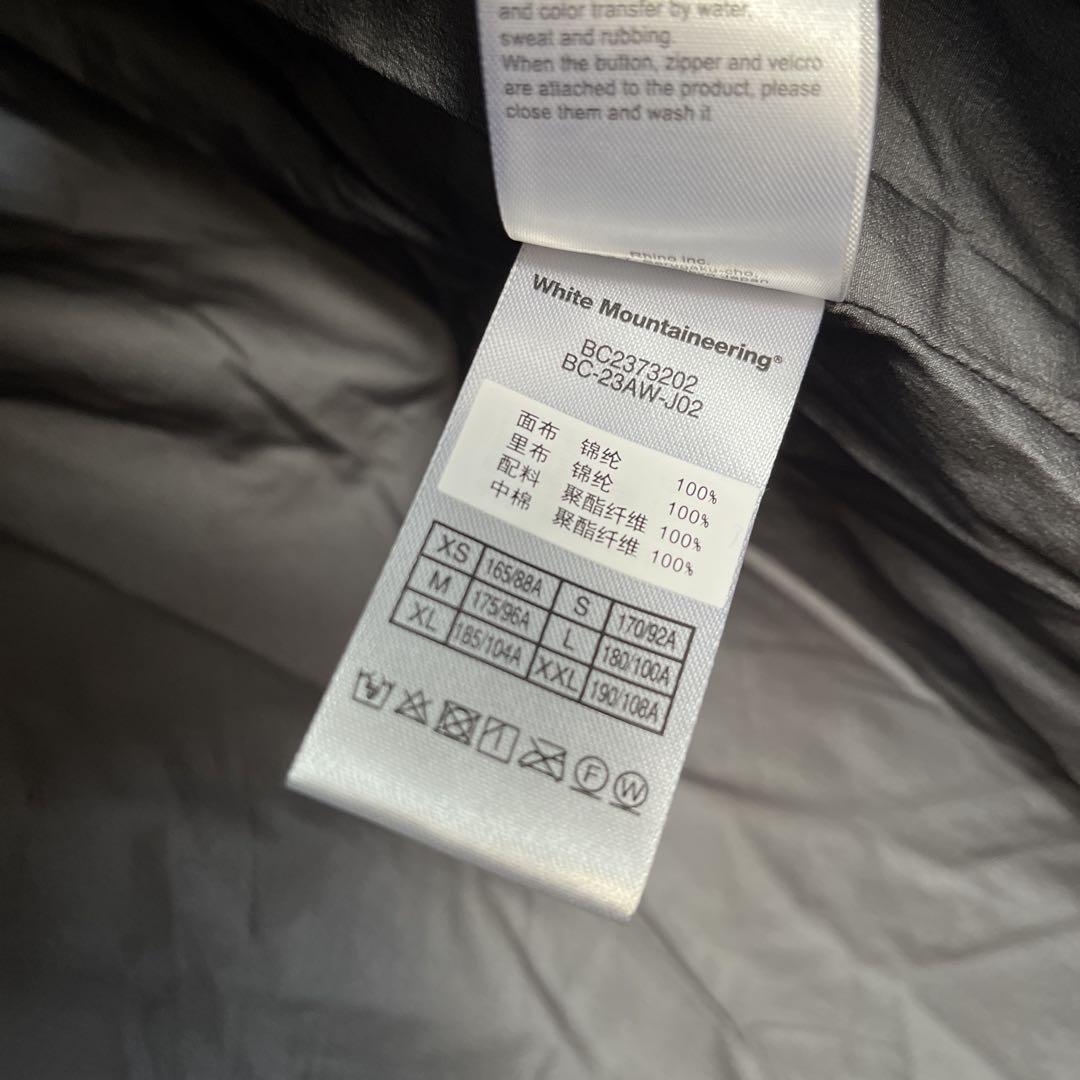 and color transfer by water,
sweat and rubbing
When the button, zipper and velcro
are attached to the product, please
close them and wash it
Rhino inc.
White Mountaineering®
BC2373202
BC-23AW-J02
面布 锦纶 100%
里布 锦纶 100%
配料 聚酯纤维 100%
中棉 聚酯纤维 100%
XS 165/88A S 170/92A
M 175/96A L 180/100A
XL 185/104A XXL 190/108A
F W